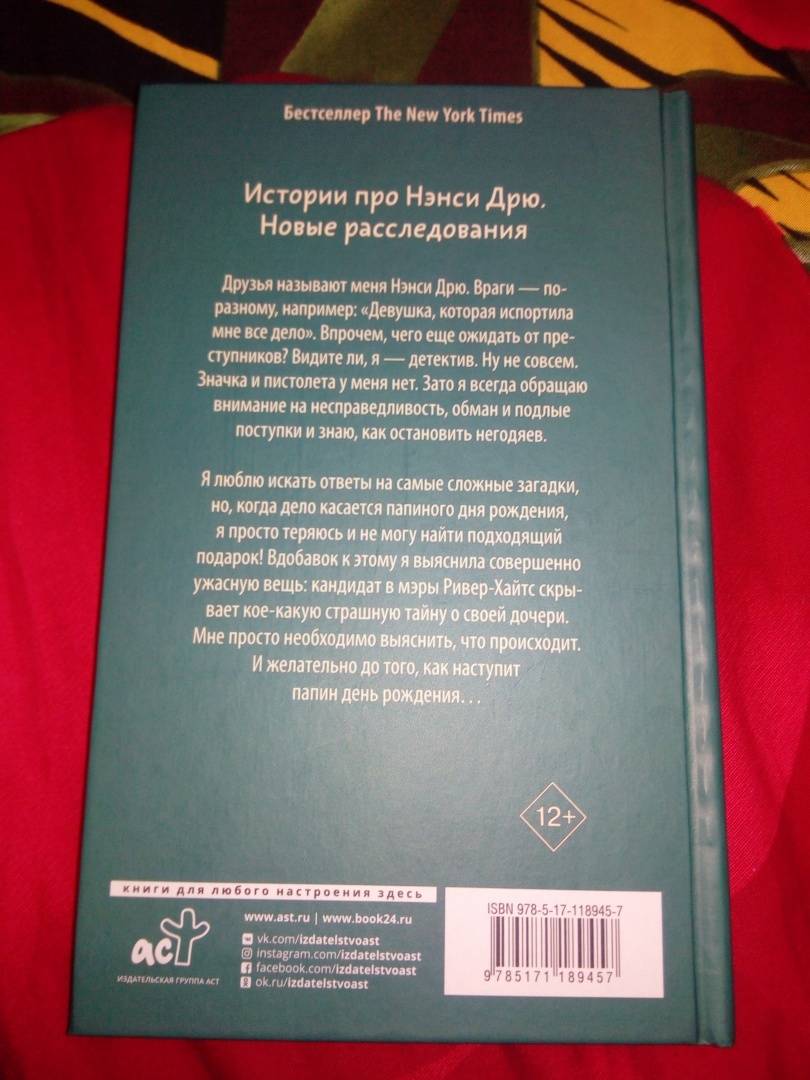 Бестселлер The New York Times
Истории про Нэнси Дрю.
Новые расследования
Друзья называют меня Нэнси Дрю. Враги — по-
разному, например: «Девушка, которая испортила
мне все дело». Впрочем, чего еще ожидать от пре-
ступников? Видите ли, я — детектив. Ну не совсем.
Значка и пистолета у меня нет. Зато я всегда обращаю
внимание на несправедливость, обман и подлые
поступки и знаю, как остановить негодяев.
Я люблю искать ответы на самые сложные загадки,
но, когда дело касается папиного дня рождения,
я просто теряюсь и не могу найти подходящий
подарок! Вдобавок к этому я выяснила совершенно
ужасную вещь: кандидат в мэры Ривер-Хайтс скры-
вает кое-какую страшную тайну о своей дочери.
Мне просто необходимо выяснить, что происходит.
И желательно до того, как наступит
папин день рождения...
12+
книги для любого настроения здесь
аст
ИЗДАТЕЛЬСКАЯ ГРУППА АСТ
www.ast.ru | www.book24.ru
vk.com/izdatelstvoast
instagram.com/izdatelstvoast
facebook.com/izdatelstvoast
ok.ru/izdatelstvoast
ISBN 978-5-17-118945-7
9 785171 189457